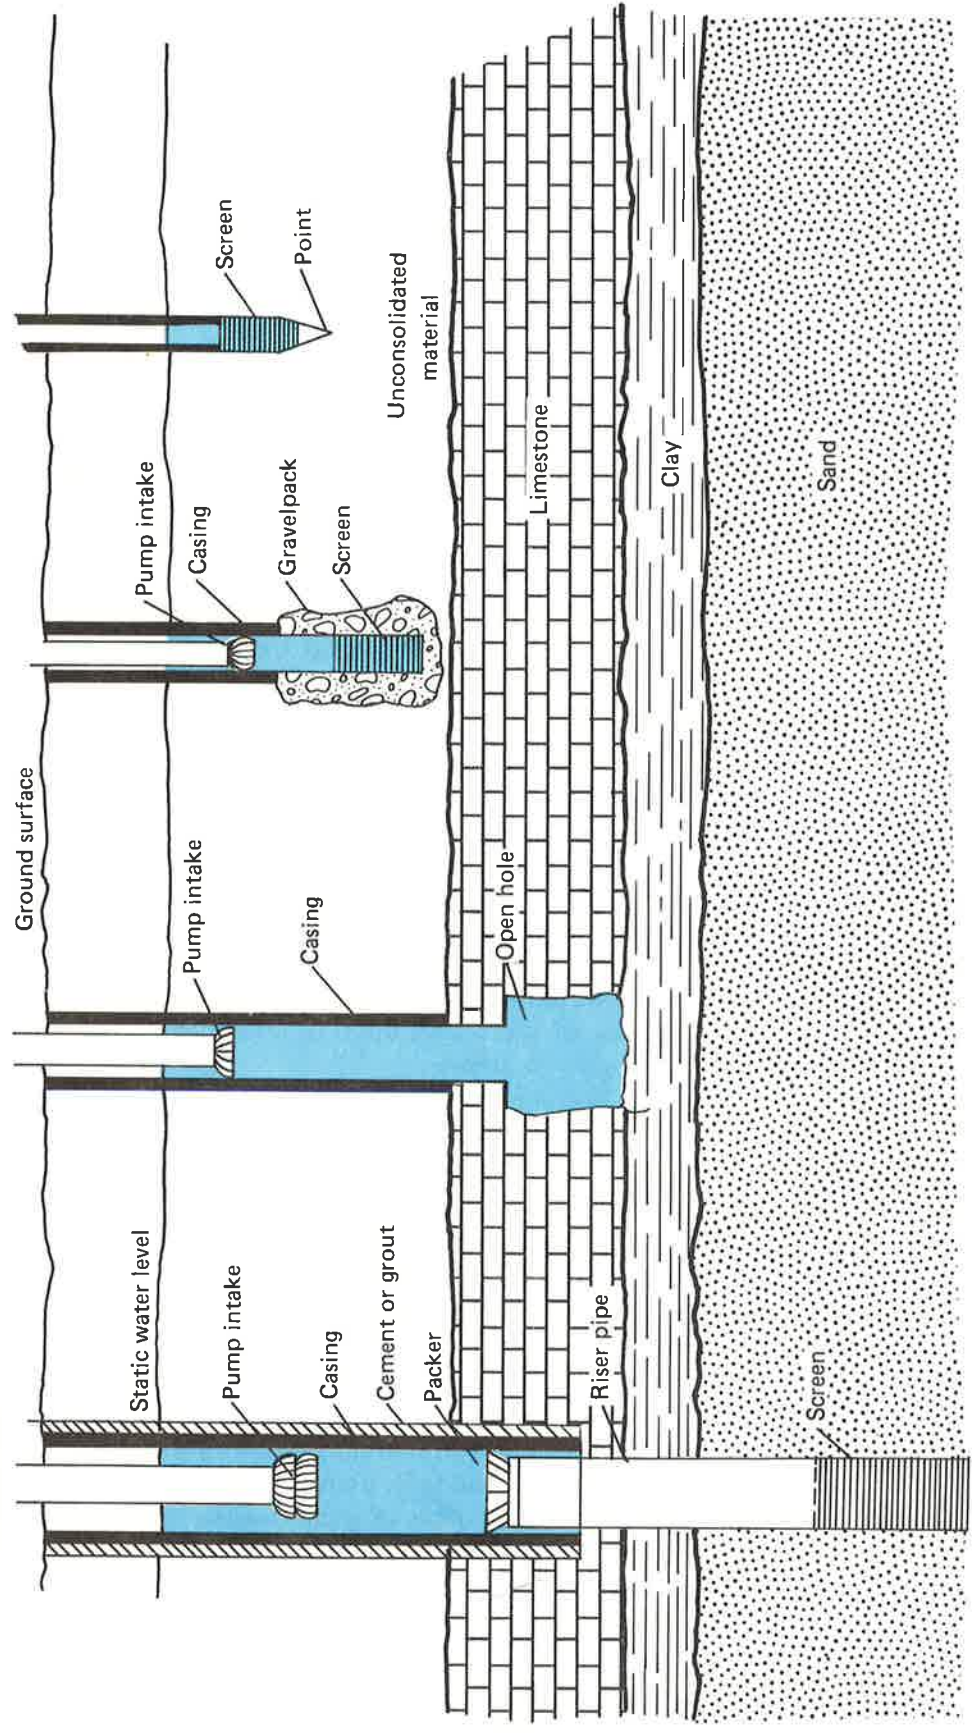 Ground surface
Static water level
Pump intake
Casing
Cement or grout
Packer
Riser pipe
Screen
Pump intake
Casing
Open hole
Pump intake
Casing
Gravelpack
Screen
Screen
Point
Unconsolidated
material
Limestone
Clay
Sand